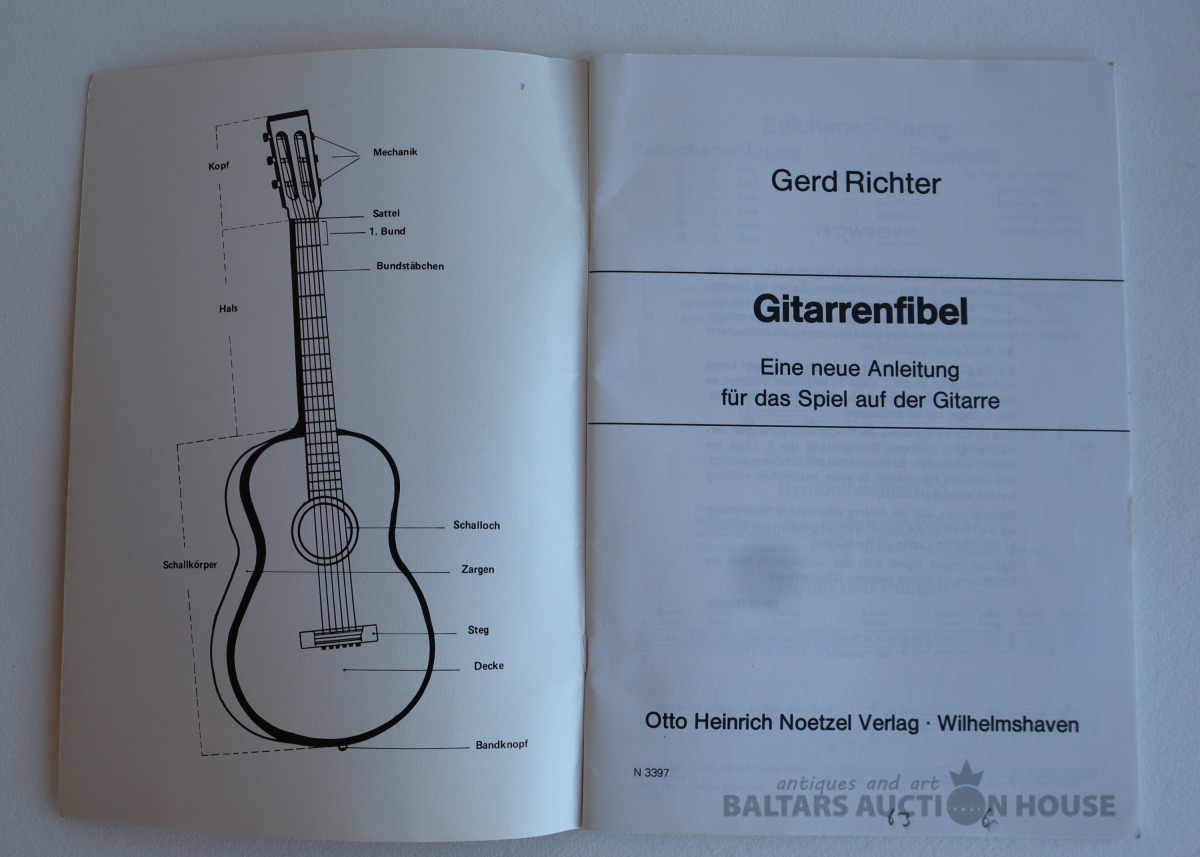 Kopf
Mechanik
Sattel
1. Bund
Bundstäbchen
Hals
Schalloch
Schallkörper
Zargen
Steg
Decke
Bandknopf
Gerd Richter
Gitarrenfibel
Eine neue Anleitung
für das Spiel auf der Gitarre
Otto Heinrich Noetzel Verlag · Wilhelmshaven
N 3397
antiques and art
BALTARS AUCTION HOUSE
63